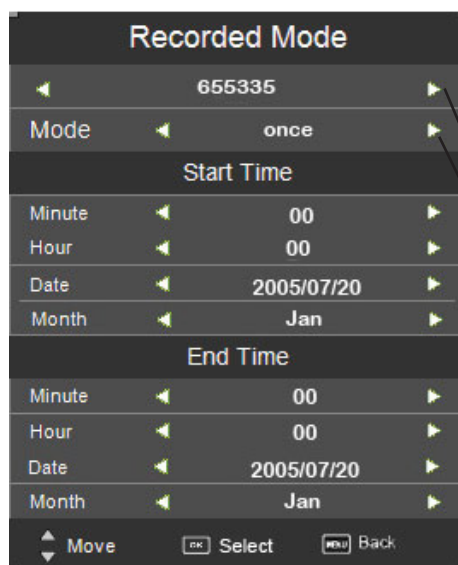 Recorded Mode
655335
Mode once
Start Time
Minute 00
Hour 00
Date 2005/07/20
Month Jan
End Time
Minute 00
Hour 00
Date 2005/07/20
Month Jan
Move OK Select MENU Back